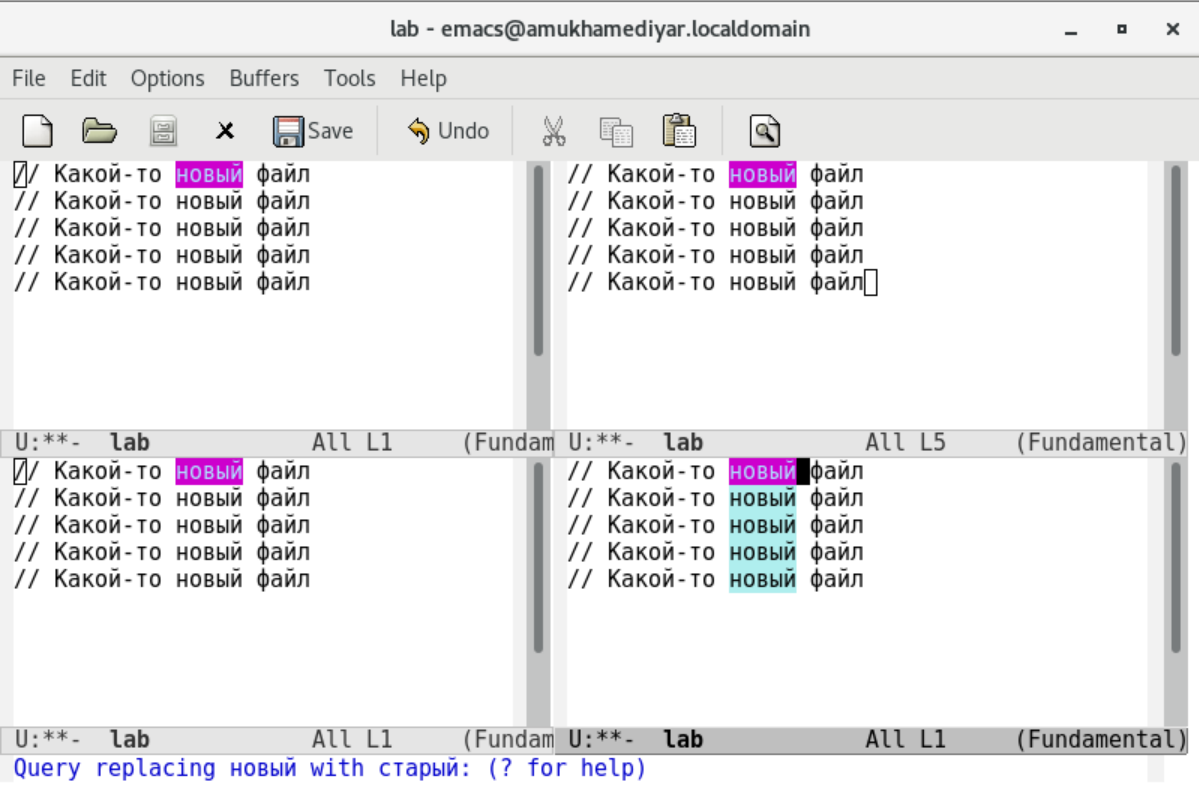 lab - emacs@amukhamediyar.localdomain
File Edit Options Buffers Tools Help
Save Undo
// Какой-то новый файл
// Какой-то новый файл
// Какой-то новый файл
// Какой-то новый файл
// Какой-то новый файл
U:**- lab All L1 (Fundam
// Какой-то новый файл
// Какой-то новый файл
// Какой-то новый файл
// Какой-то новый файл
// Какой-то новый файл
U:**- lab All L5 (Fundamental)
// Какой-то новый файл
// Какой-то новый файл
// Какой-то новый файл
// Какой-то новый файл
// Какой-то новый файл
U:**- lab All L1 (Fundam
// Какой-то новый файл
// Какой-то новый файл
// Какой-то новый файл
// Какой-то новый файл
// Какой-то новый файл
U:**- lab All L1 (Fundamental)
Query replacing новый with старый: (? for help)